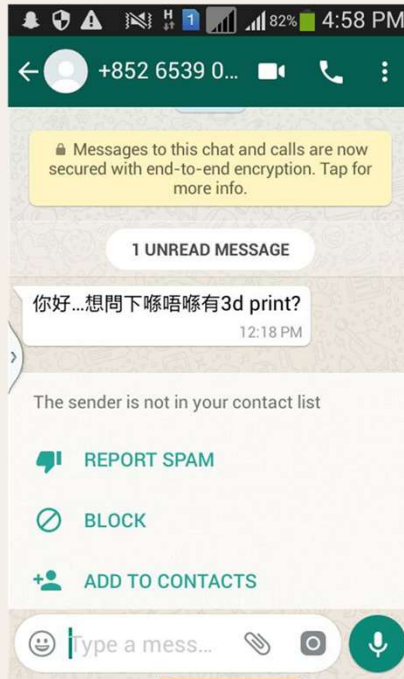 H
1
82%
4:58 PM
+852 6539 0...
Messages to this chat and calls are now
secured with end-to-end encryption. Tap for
more info.
1 UNREAD MESSAGE
你好...想問下喺唔喺有3d print?
12:18 PM
The sender is not in your contact list
REPORT SPAM
BLOCK
ADD TO CONTACTS
Type a mess...